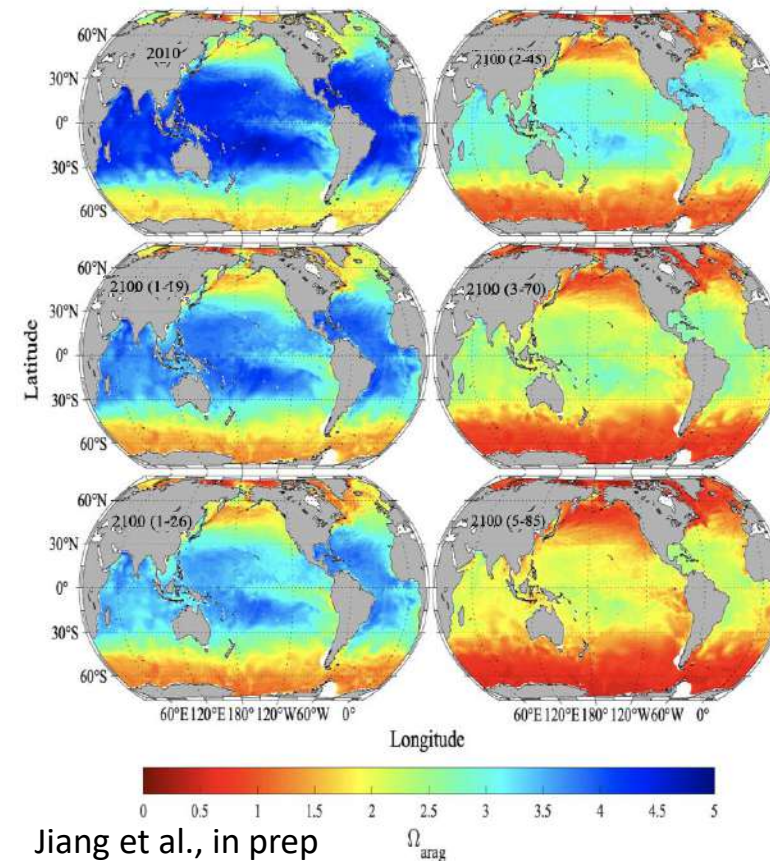 60°N
30°N
0°
30°S
60°S
2010
2100 (2-45)
60°N
30°N
0°
30°S
60°S
2100 (1-19)
2100 (3-70)
60°N
30°N
0°
30°S
60°S
2100 (1-26)
2100 (5-85)
Latitude
60°E 120°E 180° 120°W 60°W 0°
60°E 120°E 180° 120°W 60°W 0°
Longitude
0 0.5 1 1.5 2 2.5 3 3.5 4 4.5 5
Ωarag
Jiang et al., in prep